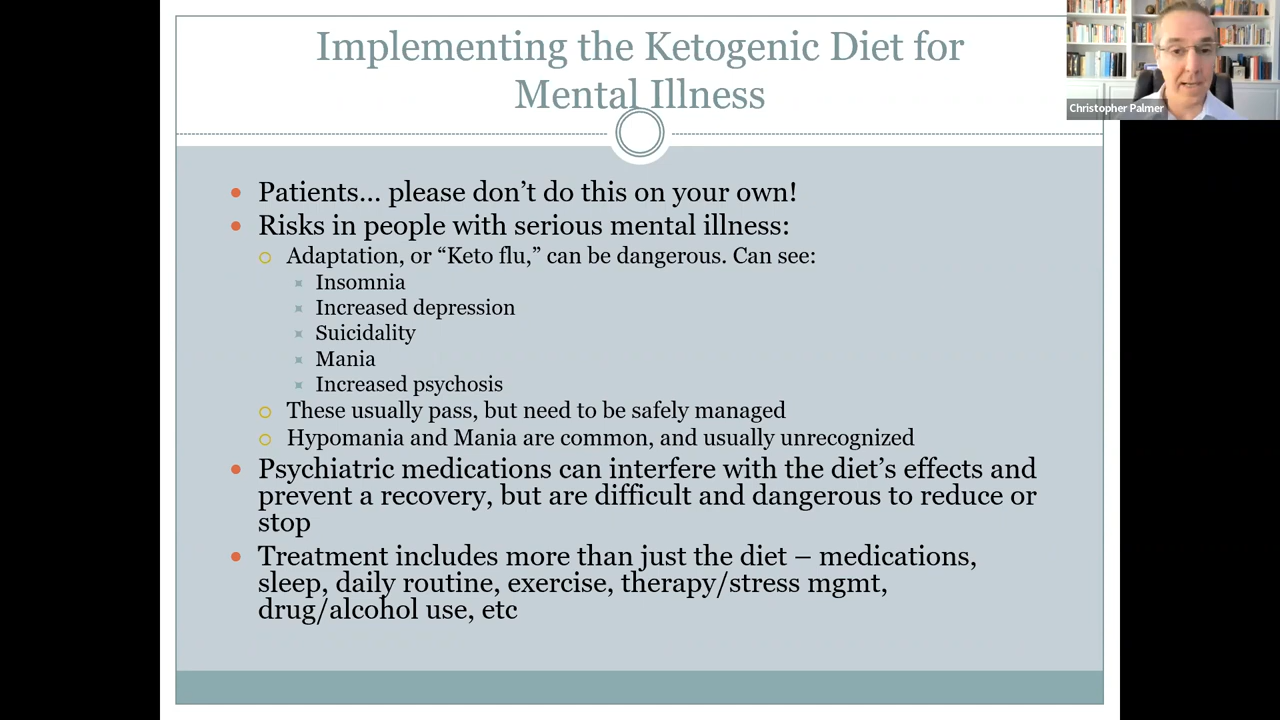 Implementing the Ketogenic Diet for
Mental Illness
Christopher Palmer
• Patients... please don't do this on your own!
• Risks in people with serious mental illness:
Adaptation, or “Keto flu,” can be dangerous. Can see:
Insomnia
Increased depression
Suicidality
Mania
Increased psychosis
These usually pass, but need to be safely managed
Hypomania and Mania are common, and usually unrecognized
• Psychiatric medications can interfere with the diet’s effects and
prevent a recovery, but are difficult and dangerous to reduce or
stop
• Treatment includes more than just the diet – medications,
sleep, daily routine, exercise, therapy/stress mgmt,
drug/alcohol use, etc